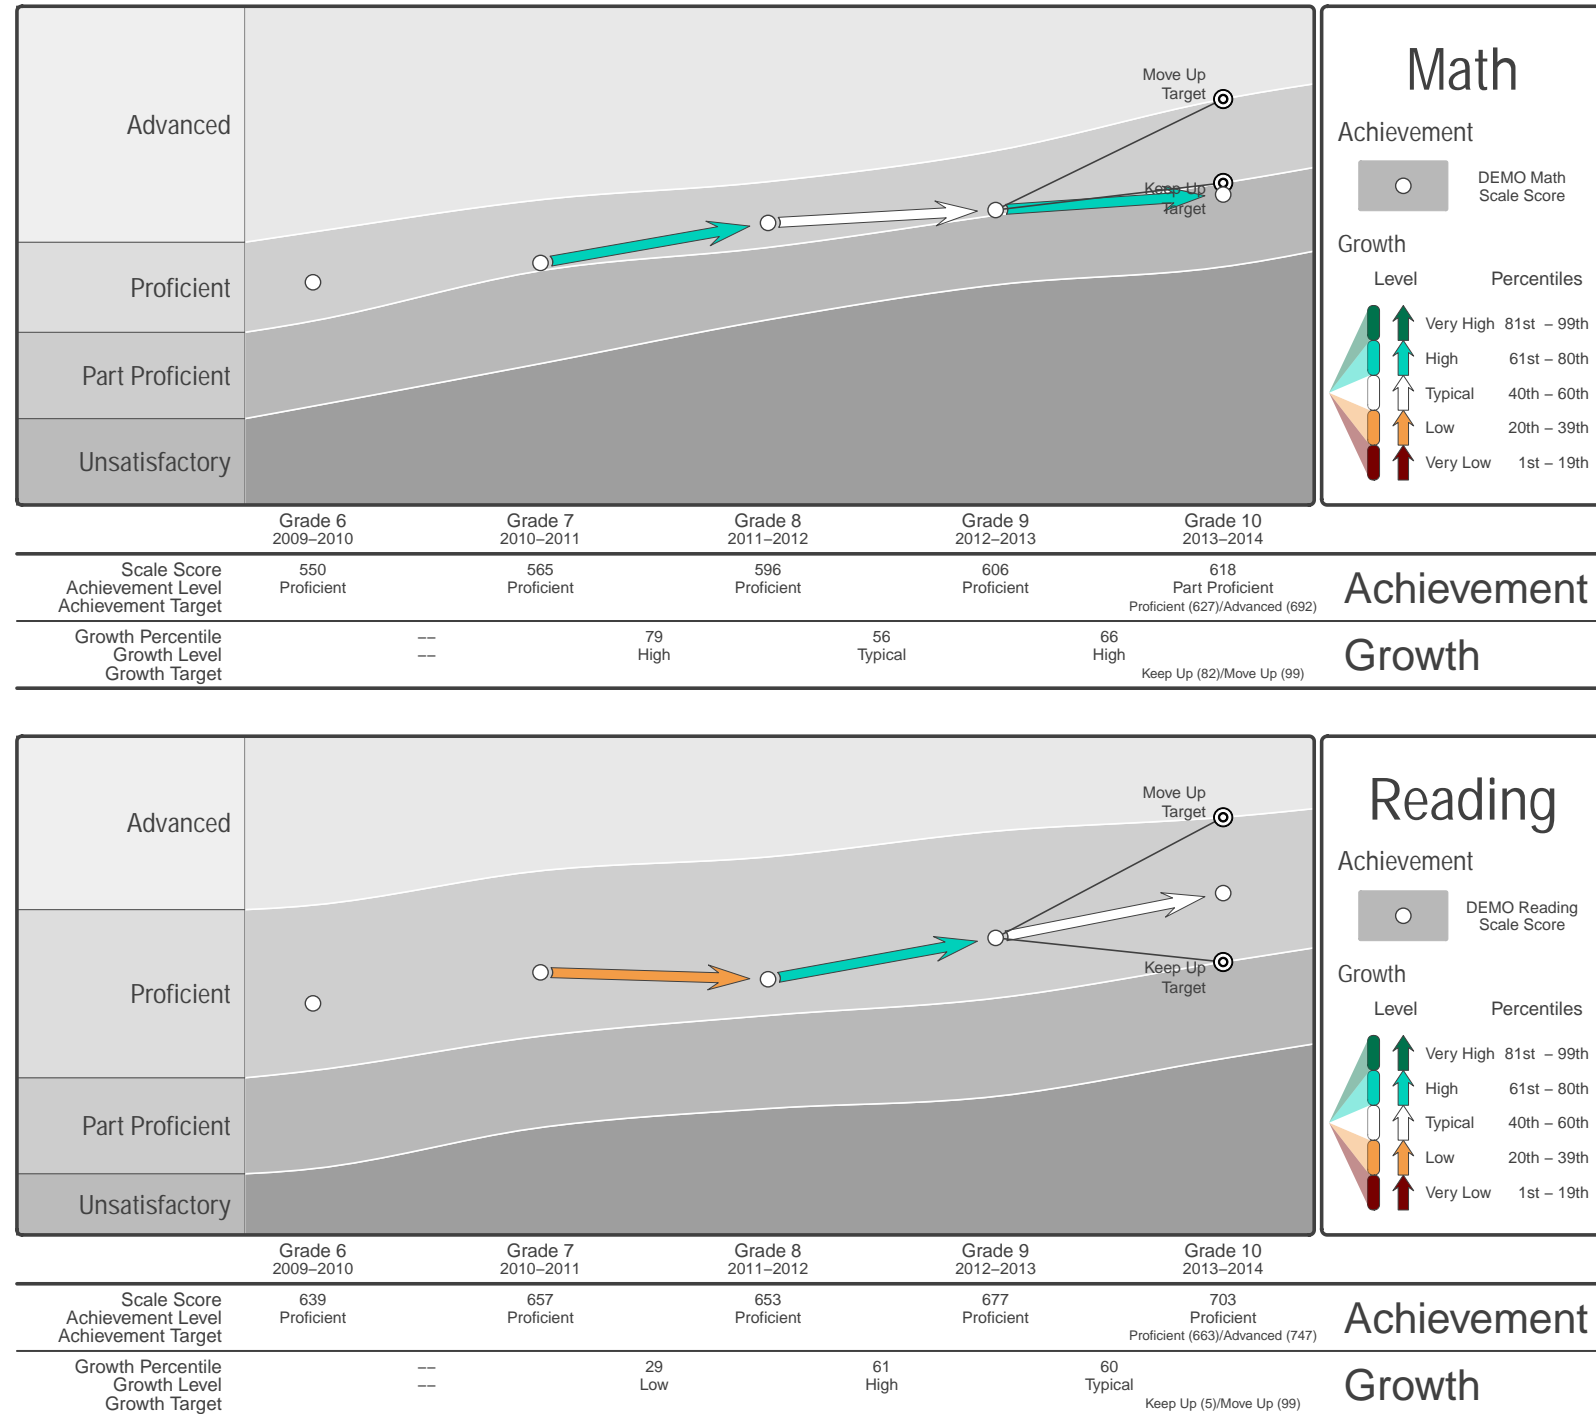 Math
Advanced
Proficient
Part Proficient
Unsatisfactory
Move Up
Target
Keep Up
Target
Achievement
DEMO Math
Scale Score
Growth
Level Percentiles
Very High 81st – 99th
High 61st – 80th
Typical 40th – 60th
Low 20th – 39th
Very Low 1st – 19th
Grade 6 Grade 7 Grade 8 Grade 9 Grade 10
2009–2010 2010–2011 2011–2012 2012–2013 2013–2014
Scale Score 550 565 596 606 618
Achievement Level Proficient Proficient Proficient Proficient Part Proficient
Achievement Target Proficient (627)/Advanced (692)
Achievement
Growth Percentile –– 79 56 66
Growth Level –– High Typical High
Growth Target Keep Up (82)/Move Up (99)
Growth
Reading
Advanced
Proficient
Part Proficient
Unsatisfactory
Move Up
Target
Keep Up
Target
Achievement
DEMO Reading
Scale Score
Growth
Level Percentiles
Very High 81st – 99th
High 61st – 80th
Typical 40th – 60th
Low 20th – 39th
Very Low 1st – 19th
Grade 6 Grade 7 Grade 8 Grade 9 Grade 10
2009–2010 2010–2011 2011–2012 2012–2013 2013–2014
Scale Score 639 657 653 677 703
Achievement Level Proficient Proficient Proficient Proficient Proficient
Achievement Target Proficient (663)/Advanced (747)
Achievement
Growth Percentile –– 29 61 60
Growth Level –– Low High Typical
Growth Target Keep Up (5)/Move Up (99)
Growth